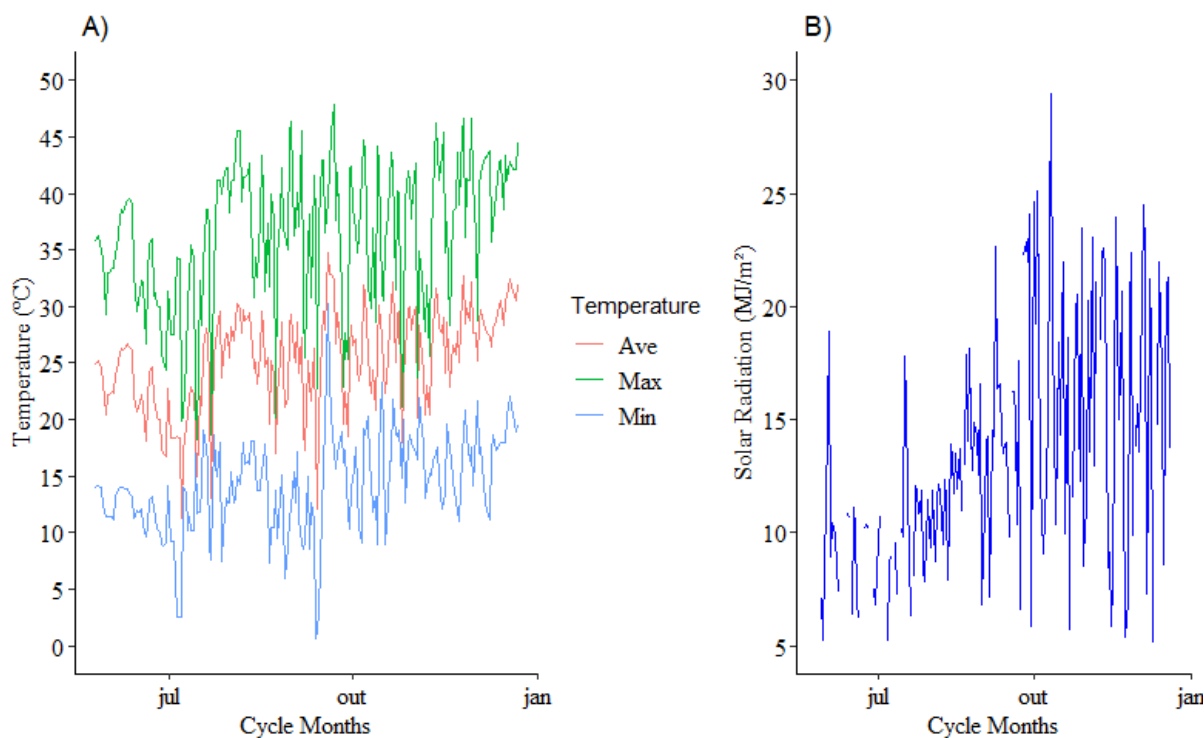 A)
Temperature (ºC)
50
45
40
35
30
25
20
15
10
5
0
jul
out
jan
Cycle Months
Temperature
Ave
Max
Min
B)
Solar Radiation (MJ/m²)
30
25
20
15
10
5
jul
out
jan
Cycle Months